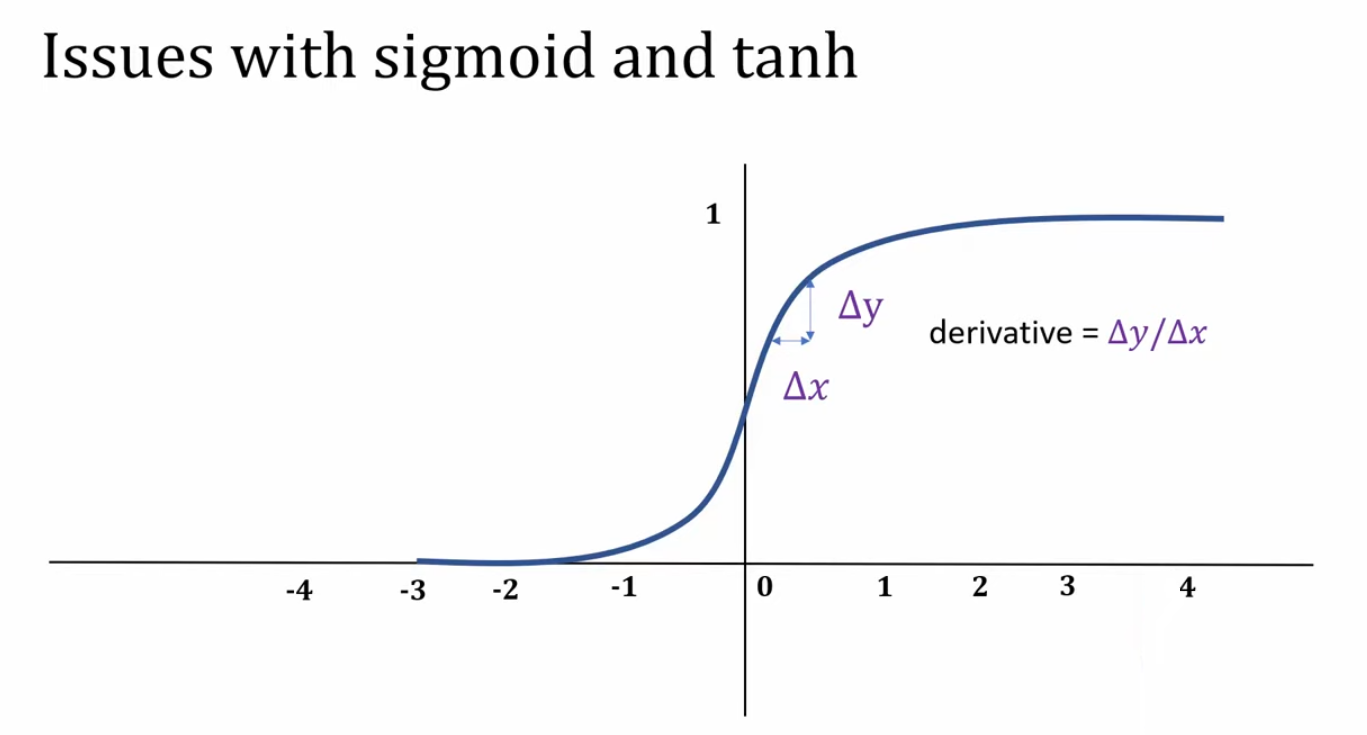 Issues with sigmoid and tanh
1
Δy
derivative = Δy/Δx
Δx
-4 -3 -2 -1 0 1 2 3 4